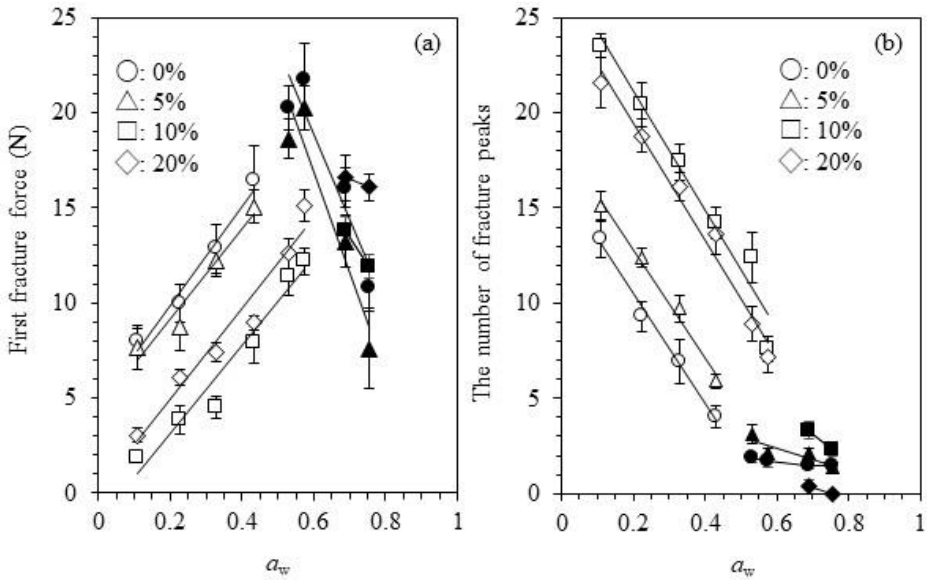 (a)
○: 0%
△: 5%
□: 10%
◇: 20%
First fracture force (N)
25
20
15
10
5
0
0 0.2 0.4 0.6 0.8 1
a_w
(b)
○: 0%
△: 5%
□: 10%
◇: 20%
The number of fracture peaks
25
20
15
10
5
0
0 0.2 0.4 0.6 0.8 1
a_w